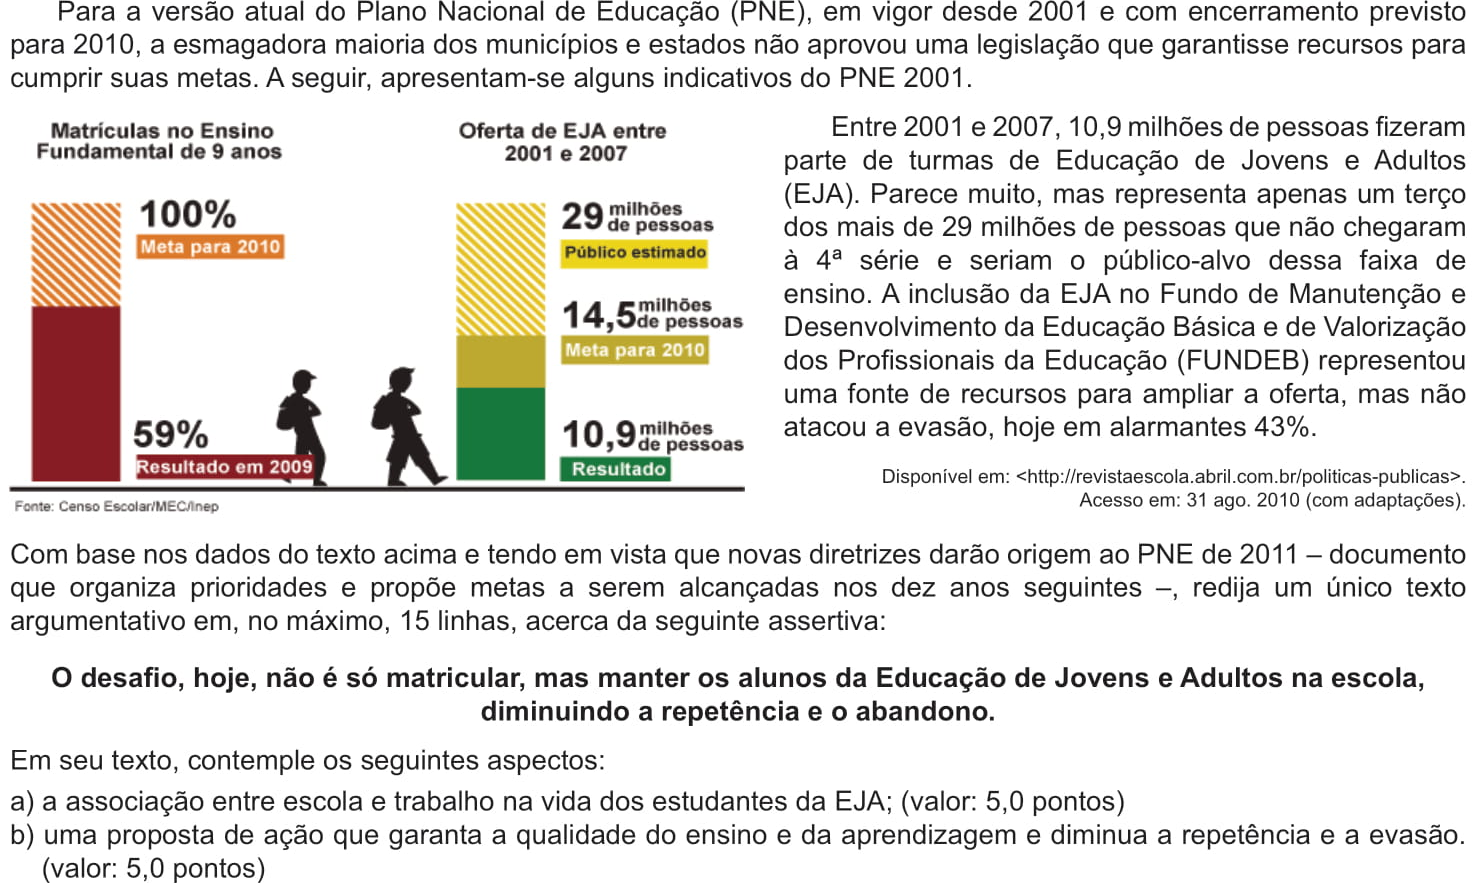 Para a versão atual do Plano Nacional de Educação (PNE), em vigor desde 2001 e com encerramento previsto
para 2010, a esmagadora maioria dos municípios e estados não aprovou uma legislação que garantisse recursos para
cumprir suas metas. A seguir, apresentam-se alguns indicativos do PNE 2001.
Matrículas no Ensino
Fundamental de 9 anos
100%
Meta para 2010
59%
Resultado em 2009
Oferta de EJA entre
2001 e 2007
29 milhões
de pessoas
Público estimado
14,5 milhões
de pessoas
Meta para 2010
10,9 milhões
de pessoas
Resultado
Fonte: Censo Escolar/MEC/Inep
Entre 2001 e 2007, 10,9 milhões de pessoas fizeram
parte de turmas de Educação de Jovens e Adultos
(EJA). Parece muito, mas representa apenas um terço
dos mais de 29 milhões de pessoas que não chegaram
à 4ª série e seriam o público-alvo dessa faixa de
ensino. A inclusão da EJA no Fundo de Manutenção e
Desenvolvimento da Educação Básica e de Valorização
dos Profissionais da Educação (FUNDEB) representou
uma fonte de recursos para ampliar a oferta, mas não
atacou a evasão, hoje em alarmantes 43%.
Disponível em: <http://revistaescola.abril.com.br/politicas-publicas>.
Acesso em: 31 ago. 2010 (com adaptações).
Com base nos dados do texto acima e tendo em vista que novas diretrizes darão origem ao PNE de 2011 – documento
que organiza prioridades e propõe metas a serem alcançadas nos dez anos seguintes –, redija um único texto
argumentativo em, no máximo, 15 linhas, acerca da seguinte assertiva:
O desafio, hoje, não é só matricular, mas manter os alunos da Educação de Jovens e Adultos na escola,
diminuindo a repetência e o abandono.
Em seu texto, contemple os seguintes aspectos:
a) a associação entre escola e trabalho na vida dos estudantes da EJA; (valor: 5,0 pontos)
b) uma proposta de ação que garanta a qualidade do ensino e da aprendizagem e diminua a repetência e a evasão.
(valor: 5,0 pontos)